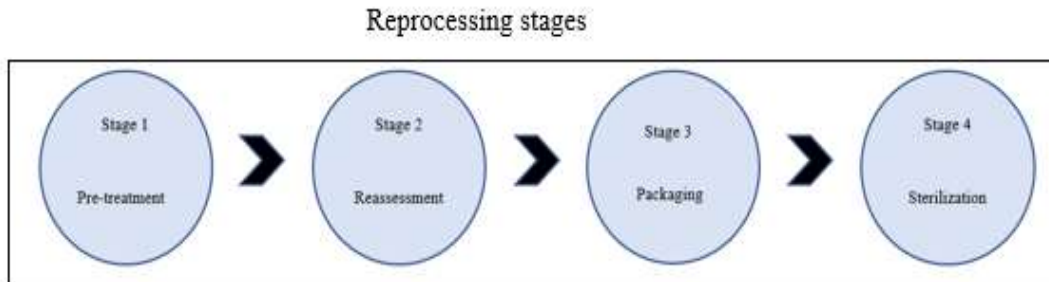 Reprocessing stages
Stage 1
Pre-treatment
Stage 2
Reassessment
Stage 3
Packaging
Stage 4
Sterilization